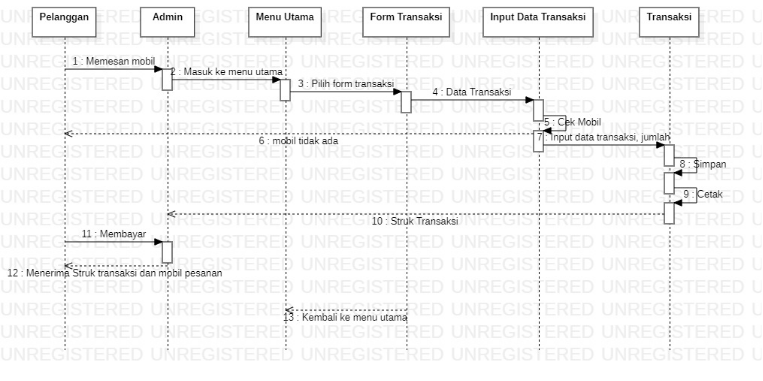 Pelanggan
Admin
Menu Utama
Form Transaksi
Input Data Transaksi
Transaksi
1 : Memesan mobil
2 : Masuk ke menu utama
3 : Pilih form transaksi
4 : Data Transaksi
5 : Cek Mobil
6 : mobil tidak ada
7 : Input data transaksi, jumlah
8 : Simpan
9 : Cetak
10 : Struk Transaksi
11 : Membayar
12 : Menerima Struk transaksi dan mobil pesanan
13 : Kembali ke menu utama
UNREGISTERED UNREGISTERED UNREGISTERED UNREGISTERED UNREGISTERED